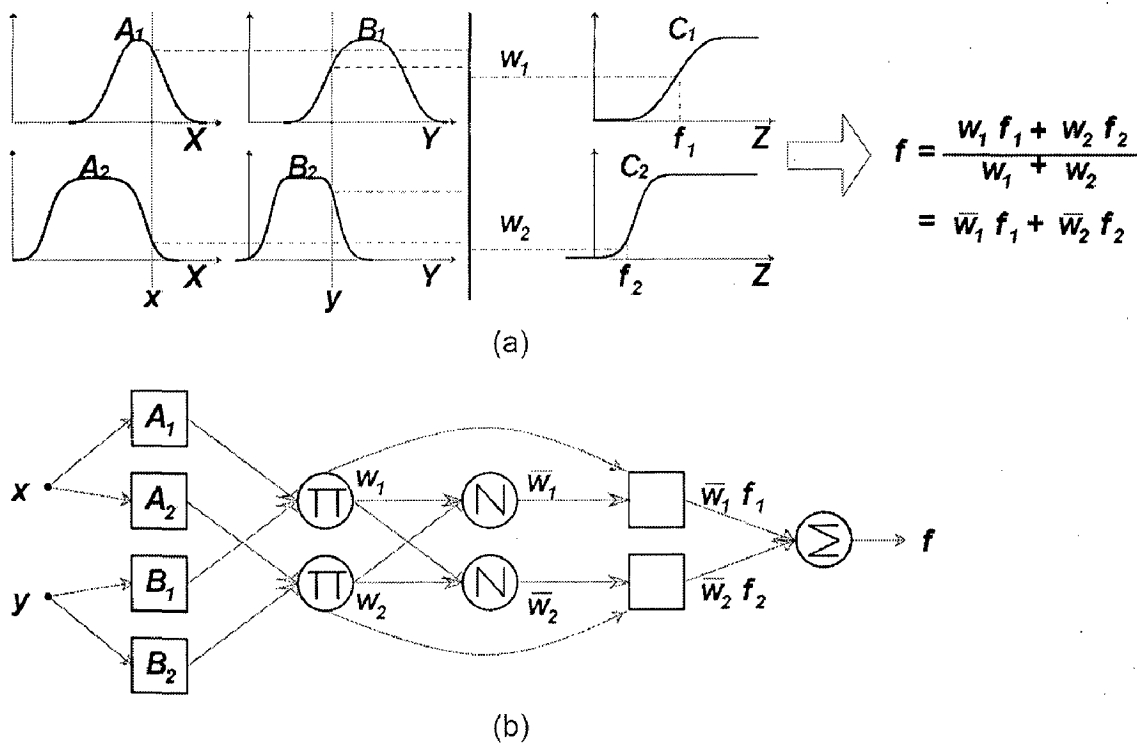 A₁ B₁ C₁
w₁
X Y f₁ Z
A₂ B₂ C₂
w₂
X Y f₂ Z
x y
f = w₁ f₁ + w₂ f₂
w₁ + w₂
= w̅₁ f₁ + w̅₂ f₂
(a)
A₁
x A₂ Π w₁ N w̅₁ w̅₁ f₁
Σ f
y B₁ Π w₂ N w̅₂ w̅₂ f₂
B₂
(b)